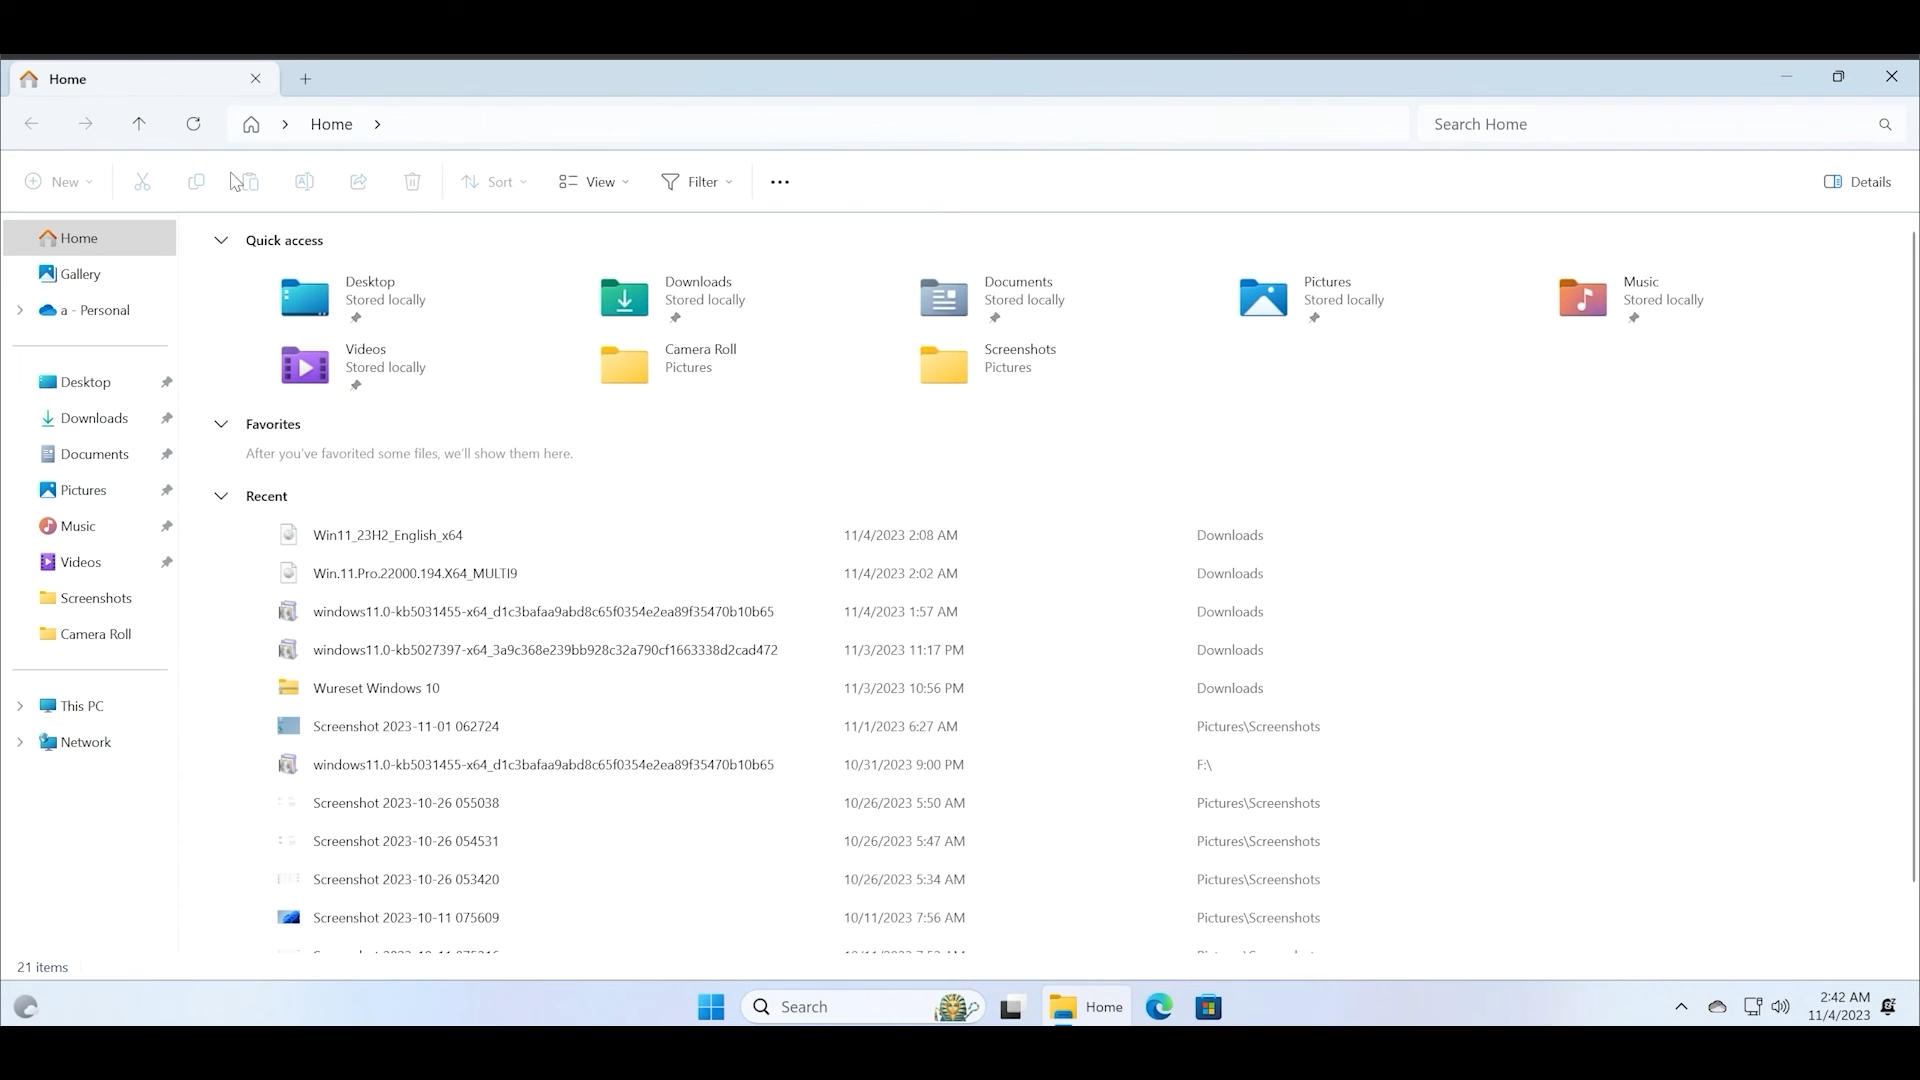 Home
Home
Search Home
New
Sort
View
Filter
Details
Home
Gallery
a - Personal
Desktop
Downloads
Documents
Pictures
Music
Videos
Screenshots
Camera Roll
This PC
Network
Quick access
Desktop
Stored locally
Downloads
Stored locally
Documents
Stored locally
Pictures
Stored locally
Music
Stored locally
Videos
Stored locally
Camera Roll
Pictures
Screenshots
Pictures
Favorites
After you've favorited some files, we'll show them here.
Recent
Win11_23H2_English_x64 11/4/2023 2:08 AM Downloads
Win.11.Pro.22000.194.X64_MULTI9 11/4/2023 2:02 AM Downloads
windows11.0-kb5031455-x64_d1c3bafaa9abd8c65f0354e2ea89f35470b10b65 11/4/2023 1:57 AM Downloads
windows11.0-kb5027397-x64_3a9c368e239bb928c32a790cf1663338d2cad472 11/3/2023 11:17 PM Downloads
Wureset Windows 10 11/3/2023 10:56 PM Downloads
Screenshot 2023-11-01 062724 11/1/2023 6:27 AM Pictures\Screenshots
windows11.0-kb5031455-x64_d1c3bafaa9abd8c65f0354e2ea89f35470b10b65 10/31/2023 9:00 PM F:\
Screenshot 2023-10-26 055038 10/26/2023 5:50 AM Pictures\Screenshots
Screenshot 2023-10-26 054531 10/26/2023 5:47 AM Pictures\Screenshots
Screenshot 2023-10-26 053420 10/26/2023 5:34 AM Pictures\Screenshots
Screenshot 2023-10-11 075609 10/11/2023 7:56 AM Pictures\Screenshots
21 items
Search
Home
2:42 AM
11/4/2023